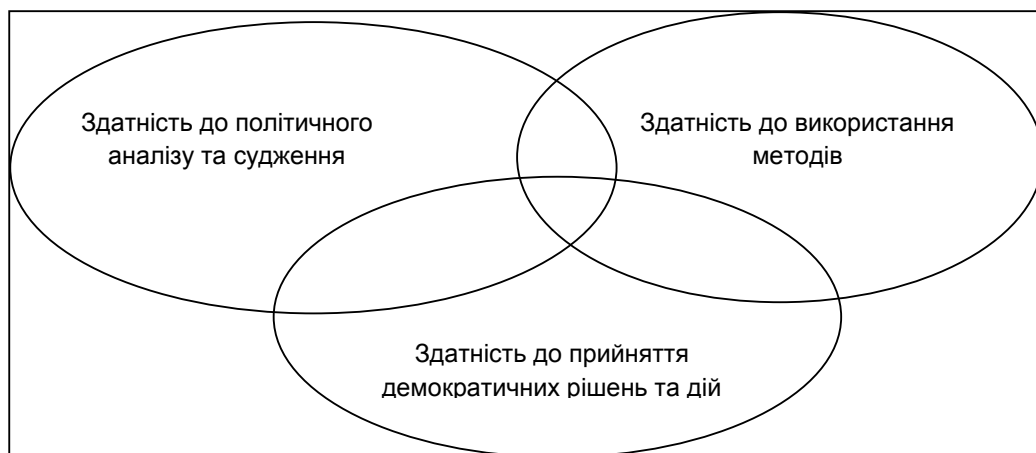 Здатність до політичного
аналізу та судження
Здатність до використання
методів
Здатність до прийняття
демократичних рішень та дій